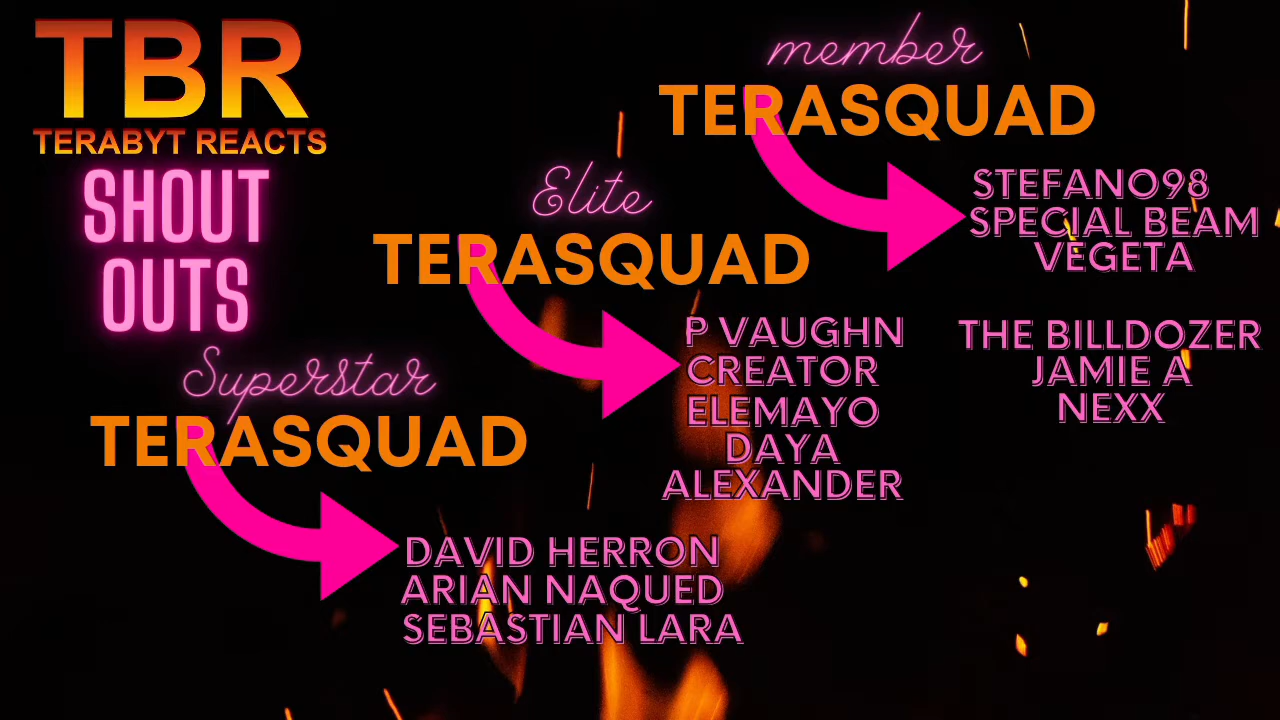 TBR
TERABYT REACTS
SHOUT
OUTS
member
TERASQUAD
STEFANO98
SPECIAL BEAM
VEGETA
THE BILLDOZER
JAMIE A
NEXX
Elite
TERASQUAD
P VAUGHN
CREATOR
ELEMAYO
DAYA
ALEXANDER
Superstar
TERASQUAD
DAVID HERRON
ARIAN NAQUED
SEBASTIAN LARA